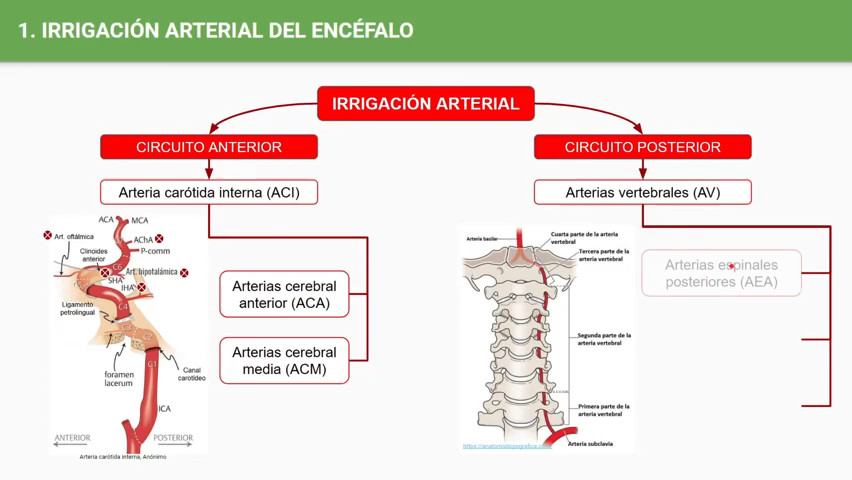 1. IRRIGACIÓN ARTERIAL DEL ENCÉFALO
IRRIGACIÓN ARTERIAL
CIRCUITO ANTERIOR
Arteria carótida interna (ACI)
ACA
MCA
Art. oftálmica
AChA
P-comm
Clinoides
anterior
C7
C6
Art. hipotalámica
SHA
IHA
C4
Ligamento
petrolingual
foramen
lacerum
Canal
carotídeo
C1
ICA
ANTERIOR
POSTERIOR
Arteria carótida interna, Anónimo
Arterias cerebral
anterior (ACA)
Arterias cerebral
media (ACM)
CIRCUITO POSTERIOR
Arterias vertebrales (AV)
Arteria basilar
Cuarta parte de la arteria
vertebral
Tercera parte de la
arteria vertebral
Segunda parte de la
arteria vertebral
Primera parte de la
arteria vertebral
Arteria subclavia
Arterias espinales
posteriores (AEA)